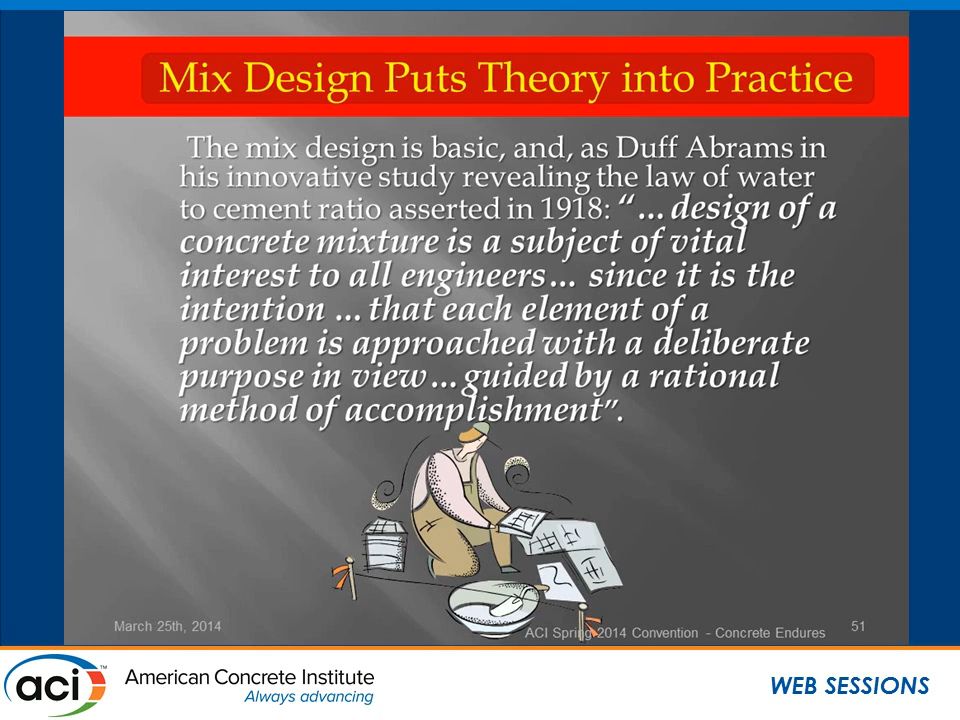 Mix Design Puts Theory into Practice
The mix design is basic, and, as Duff Abrams in
his innovative study revealing the law of water
to cement ratio asserted in 1918: “…design of a
concrete mixture is a subject of vital
interest to all engineers… since it is the
intention …that each element of a
problem is approached with a deliberate
purpose in view…guided by a rational
method of accomplishment”.
March 25th, 2014
ACI Spring 2014 Convention - Concrete Endures
51
aci™
American Concrete Institute
Always advancing
WEB SESSIONS